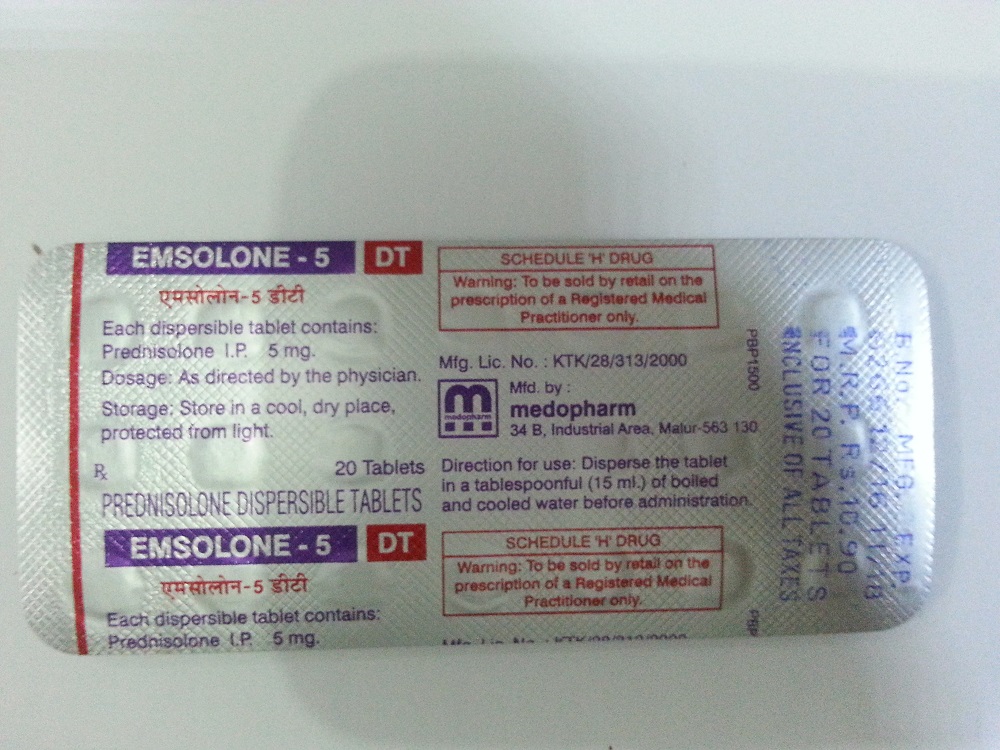 EMSOLONE - 5 DT
एमसोलोन-5 डीटी
Each dispersible tablet contains:
Prednisolone I.P. 5 mg.
Dosage: As directed by the physician.
Storage: Store in a cool, dry place,
protected from light.
Rx 20 Tablets
PREDNISOLONE DISPERSIBLE TABLETS
SCHEDULE 'H' DRUG
Warning: To be sold by retail on the
prescription of a Registered Medical
Practitioner only.
Mfg. Lic. No. : KTK/28/313/2000
medopharm
Mfd. by :
medopharm
34 B, Industrial Area, Malur-563 130
Direction for use: Disperse the tablet
in a tablespoonful (15 ml.) of boiled
and cooled water before administration.
PBP1500
EMSOLONE - 5 DT
एमसोलोन-5 डीटी
Each dispersible tablet contains:
Prednisolone I.P. 5 mg.
SCHEDULE 'H' DRUG
Warning: To be sold by retail on the
prescription of a Registered Medical
Practitioner only.
PBP
B.No. MFG. EXP.
12/16 11/18
M.R.P. Rs.10.90
FOR 20 TABLETS
INCLUSIVE OF ALL TAXES